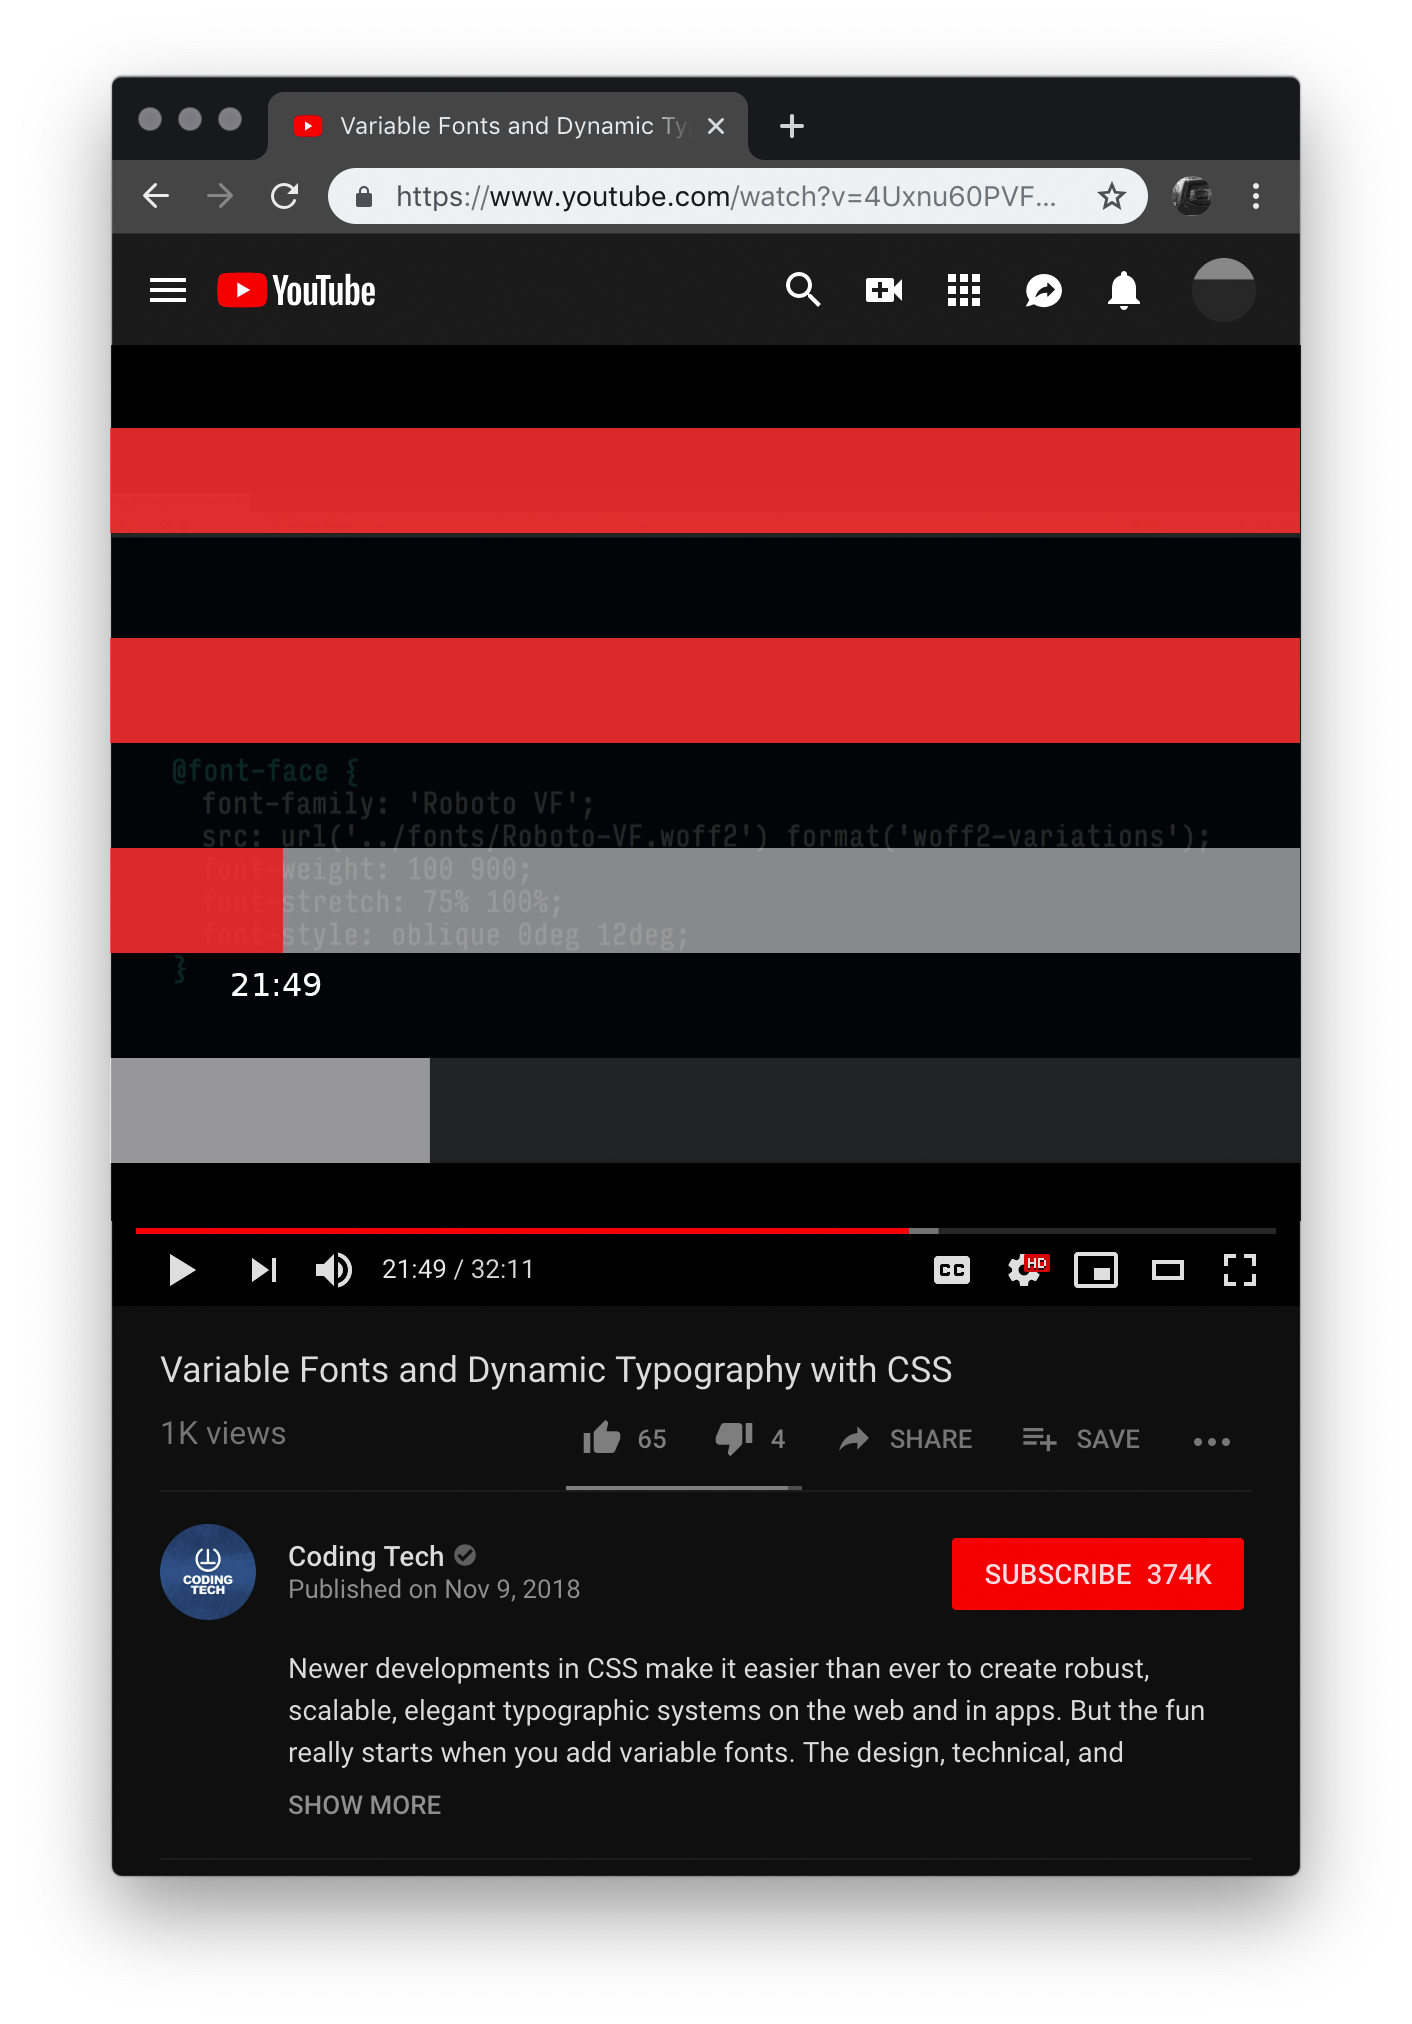 Variable Fonts and Dynamic Ty
https://www.youtube.com/watch?v=4Uxnu60PVF...
YouTube
@font-face {
font-family: 'Roboto VF';
src: url('../fonts/Roboto-VF.woff2') format('woff2-variations');
font-weight: 100 900;
font-stretch: 75% 100%;
font-style: oblique 0deg 12deg;
}
21:49
21:49 / 32:11
CC
HD
Variable Fonts and Dynamic Typography with CSS
1K views
65
4
SHARE
SAVE
CODING
TECH
Coding Tech
Published on Nov 9, 2018
SUBSCRIBE 374K
Newer developments in CSS make it easier than ever to create robust,
scalable, elegant typographic systems on the web and in apps. But the fun
really starts when you add variable fonts. The design, technical, and
SHOW MORE